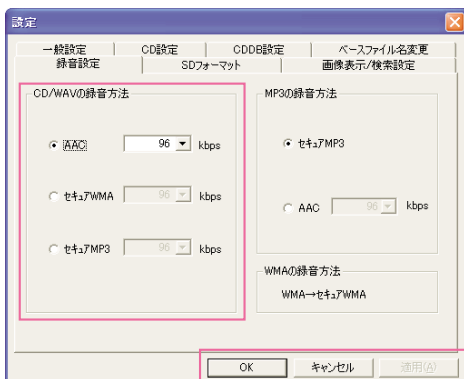 設定
一般設定 CD設定 CDDB設定 ベースファイル名変更
録音設定 SDフォーマット 画像表示/検索設定
CD/WAVの録音方法
AAC 96 kbps
セキュアWMA 96 kbps
セキュアMP3 96 kbps
MP3の録音方法
セキュアMP3
AAC 96 kbps
WMAの録音方法
WMA→セキュアWMA
OK キャンセル 適用(A)